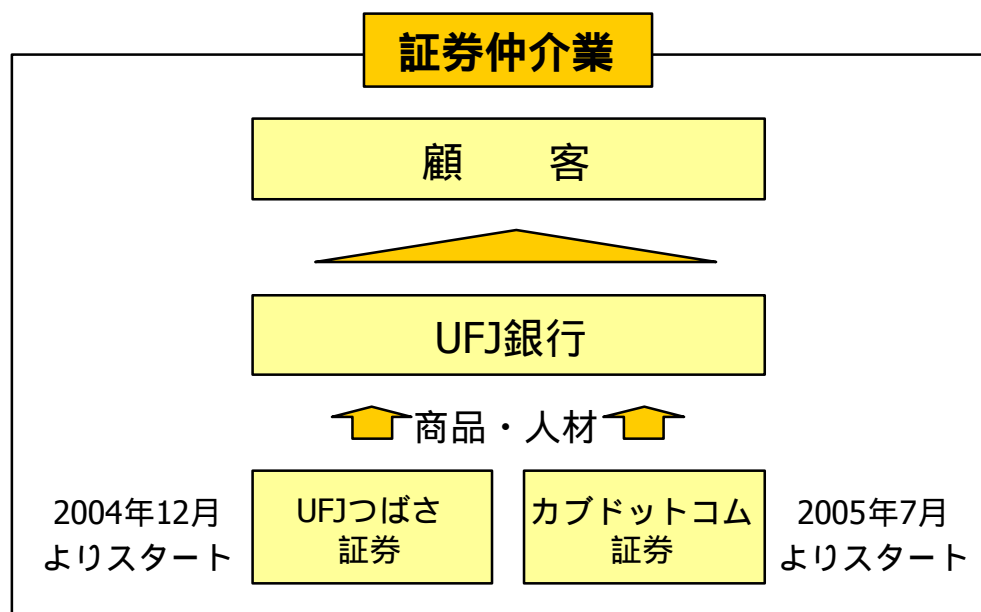 証券仲介業
顧　　客
UFJ銀行
商品・人材
2004年12月
よりスタート
UFJつばさ
証券
カブドットコム
証券
2005年7月
よりスタート